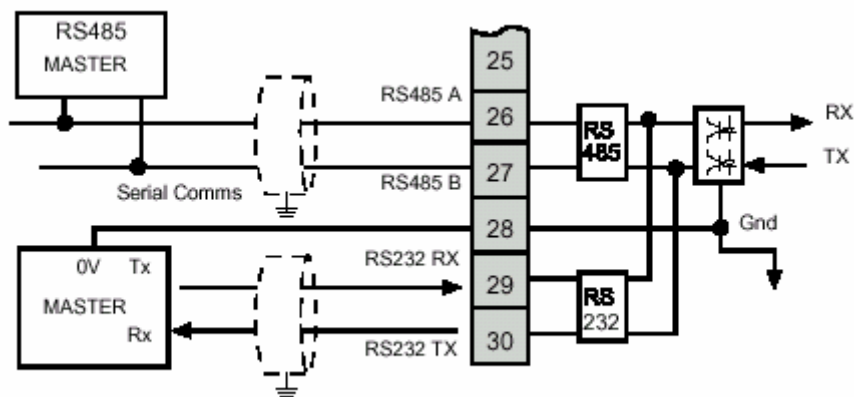 RS485
MASTER
25
RS485 A
26
RS
485
RX
TX
27
RS485 B
Serial Comms
28
Gnd
0V Tx
RS232 RX
29
MASTER
RS
232
Rx
RS232 TX
30